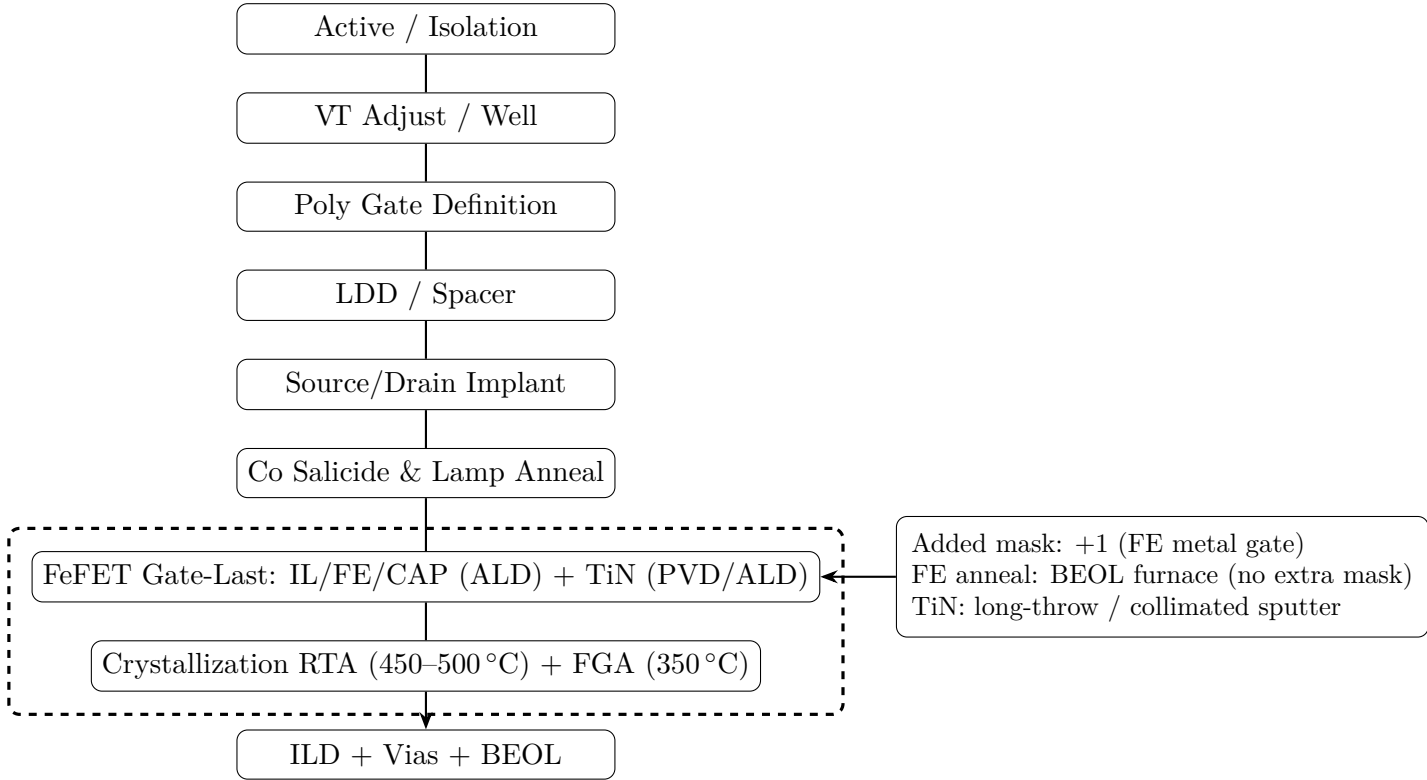 Active / Isolation
VT Adjust / Well
Poly Gate Definition
LDD / Spacer
Source/Drain Implant
Co Salicide & Lamp Anneal
FeFET Gate-Last: IL/FE/CAP (ALD) + TiN (PVD/ALD)
Added mask: +1 (FE metal gate)
FE anneal: BEOL furnace (no extra mask)
TiN: long-throw / collimated sputter
Crystallization RTA (450–500 °C) + FGA (350 °C)
ILD + Vias + BEOL